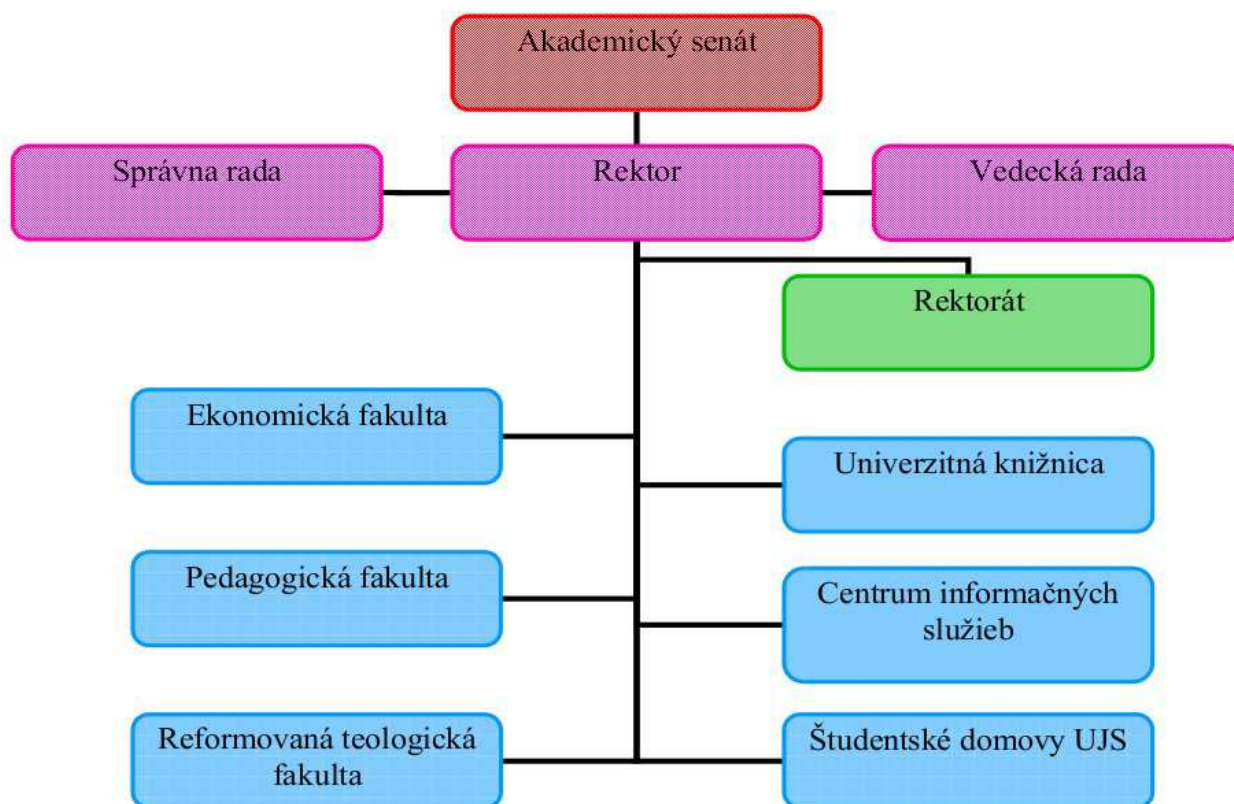 Akademický senát
Správna rada
Rektor
Vedecká rada
Rektorát
Ekonomická fakulta
Univerzitná knižnica
Pedagogická fakulta
Centrum informačných
služieb
Reformovaná teologická
fakulta
Študentské domovy UJS